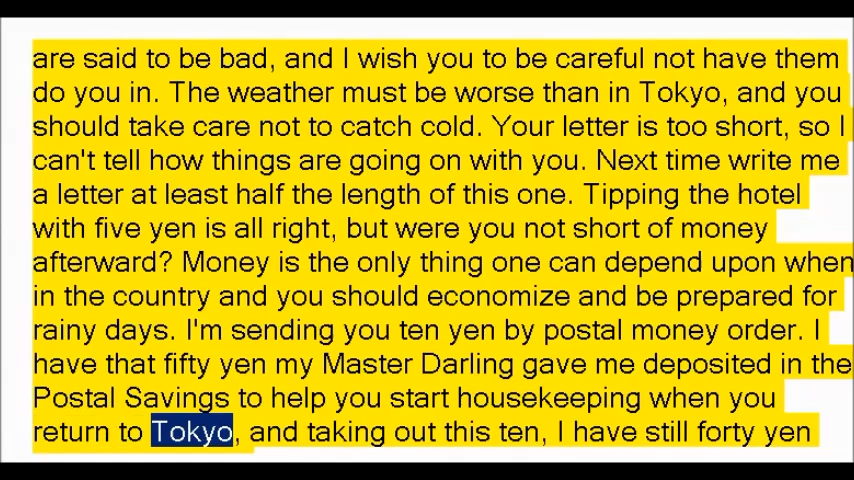 are said to be bad, and I wish you to be careful not have them
do you in. The weather must be worse than in Tokyo, and you
should take care not to catch cold. Your letter is too short, so I
can't tell how things are going on with you. Next time write me
a letter at least half the length of this one. Tipping the hotel
with five yen is all right, but were you not short of money
afterward? Money is the only thing one can depend upon when
in the country and you should economize and be prepared for
rainy days. I'm sending you ten yen by postal money order. I
have that fifty yen my Master Darling gave me deposited in the
Postal Savings to help you start housekeeping when you
return to Tokyo, and taking out this ten, I have still forty yen